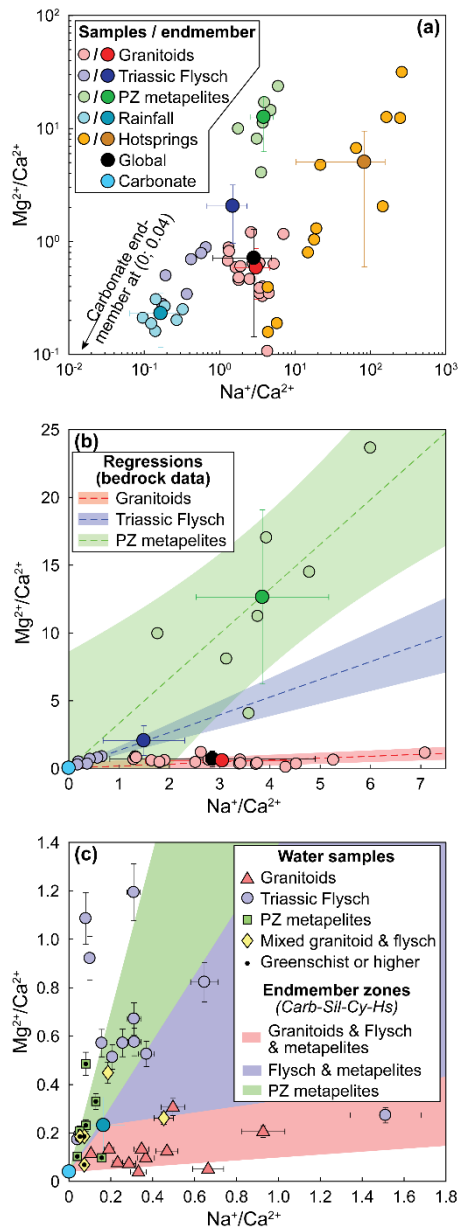 (a)
Samples / endmember
/ Granitoids
/ Triassic Flysch
/ PZ metapelites
/ Rainfall
/ Hotsprings
Global
Carbonate
Carbonate end-
member at (0; 0.04)
Mg²⁺/Ca²⁺
10²
10¹
10⁰
10⁻¹
10⁻² 10⁻¹ 10⁰ 10¹ 10² 10³
Na⁺/Ca²⁺
(b)
Regressions
(bedrock data)
Granitoids
Triassic Flysch
PZ metapelites
Mg²⁺/Ca²⁺
25
20
15
10
5
0
0 1 2 3 4 5 6 7
Na⁺/Ca²⁺
(c)
Water samples
Granitoids
Triassic Flysch
PZ metapelites
Mixed granitoid & flysch
Greenschist or higher
Endmember zones
(Carb-Sil-Cy-Hs)
Granitoids & Flysch
& metapelites
Flysch & metapelites
PZ metapelites
Mg²⁺/Ca²⁺
1.4
1.2
1.0
0.8
0.6
0.4
0.2
0
0 0.2 0.4 0.6 0.8 1.0 1.2 1.4 1.6 1.8
Na⁺/Ca²⁺